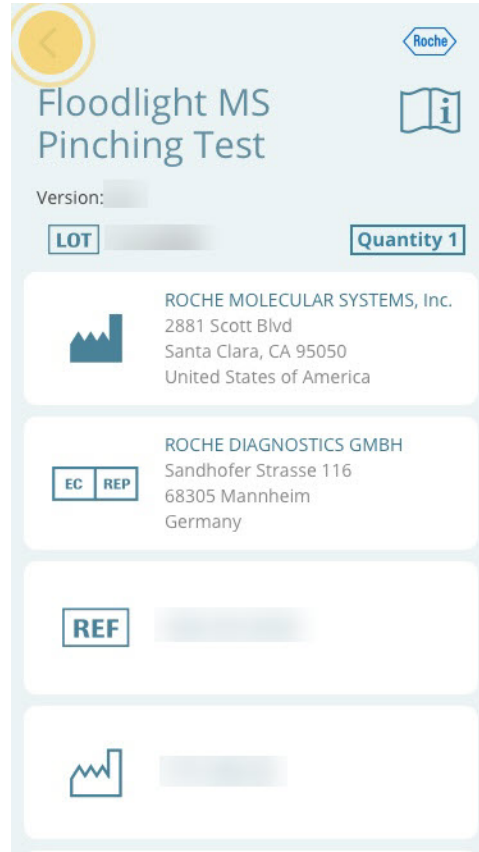 Roche
Floodlight MS
Pinching Test
i
Version:
LOT
Quantity 1
ROCHE MOLECULAR SYSTEMS, Inc.
2881 Scott Blvd
Santa Clara, CA 95050
United States of America
ROCHE DIAGNOSTICS GMBH
EC REP
Sandhofer Strasse 116
68305 Mannheim
Germany
REF